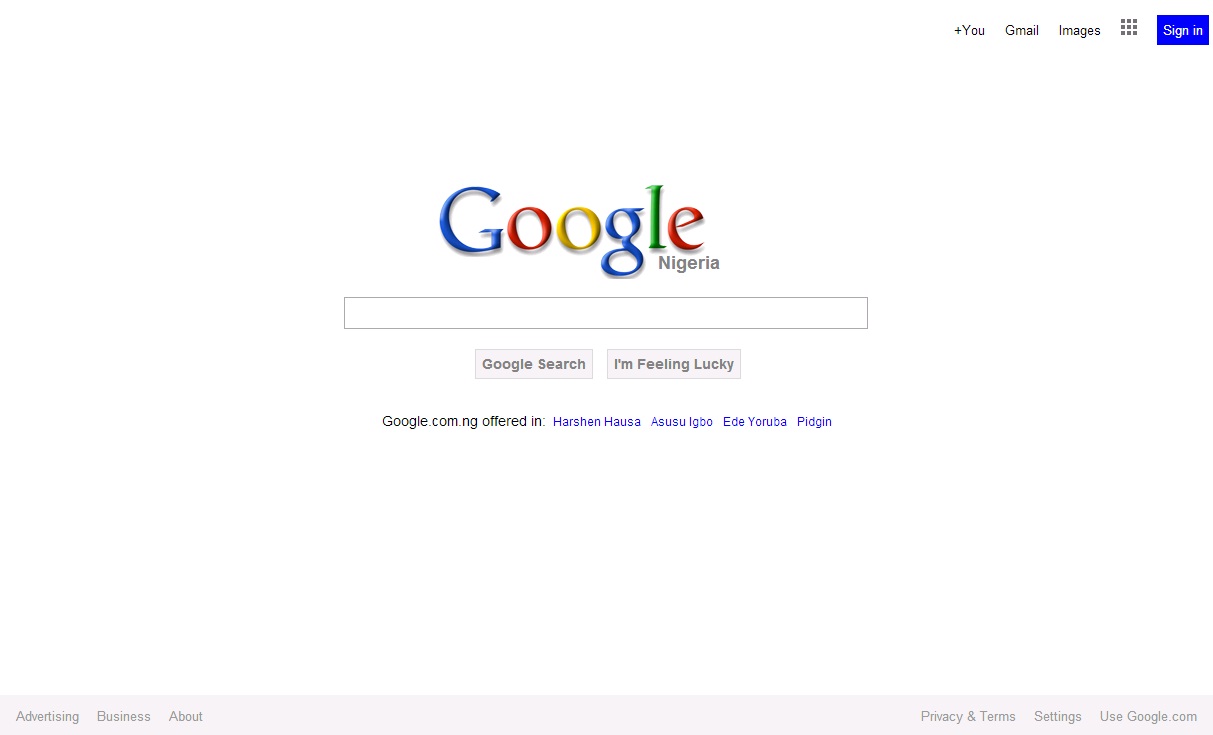 +You Gmail Images Sign in
Google
Nigeria
Google Search I'm Feeling Lucky
Google.com.ng offered in: Harshen Hausa Asusu Igbo Ede Yoruba Pidgin
Advertising Business About Privacy & Terms Settings Use Google.com